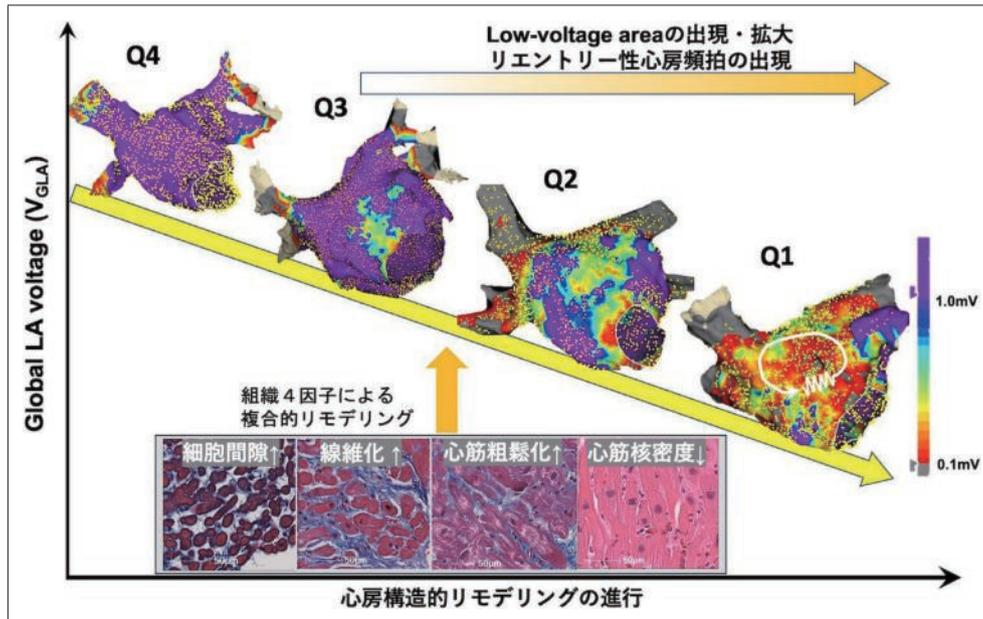 Low-voltage areaの出現・拡大
リエントリー性心房頻拍の出現
Q4
Q3
Q2
Q1
Global LA voltage (VGLA)
1.0mV
0.1mV
組織４因子による
複合的リモデリング
細胞間隙↑
線維化 ↑
心筋粗鬆化↑
心筋核密度↓
50μm
50μm
50μm
50μm
心房構造的リモデリングの進行